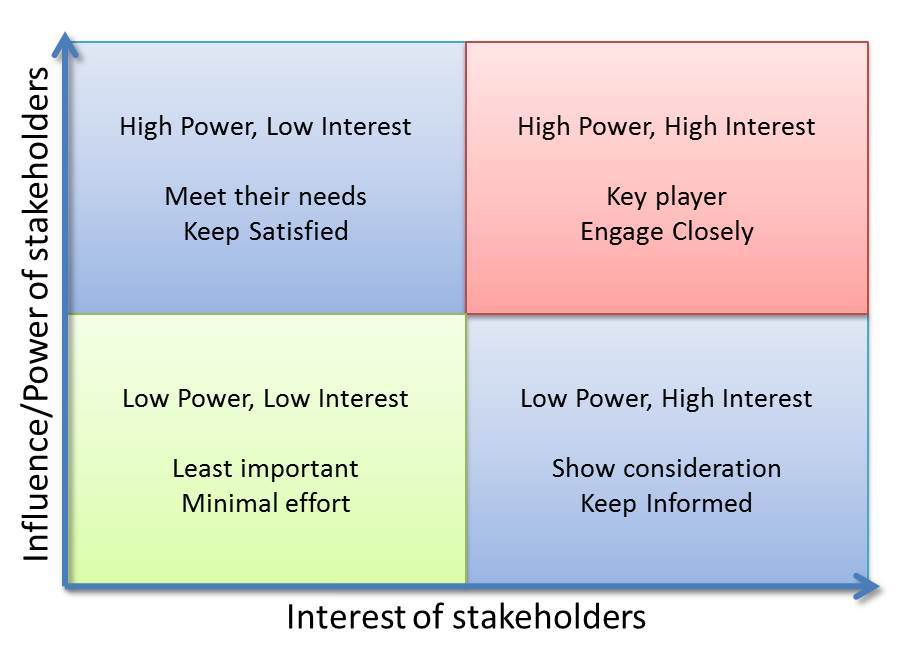 Influence/Power of stakeholders
High Power, Low Interest
Meet their needs
Keep Satisfied
High Power, High Interest
Key player
Engage Closely
Low Power, Low Interest
Least important
Minimal effort
Low Power, High Interest
Show consideration
Keep Informed
Interest of stakeholders